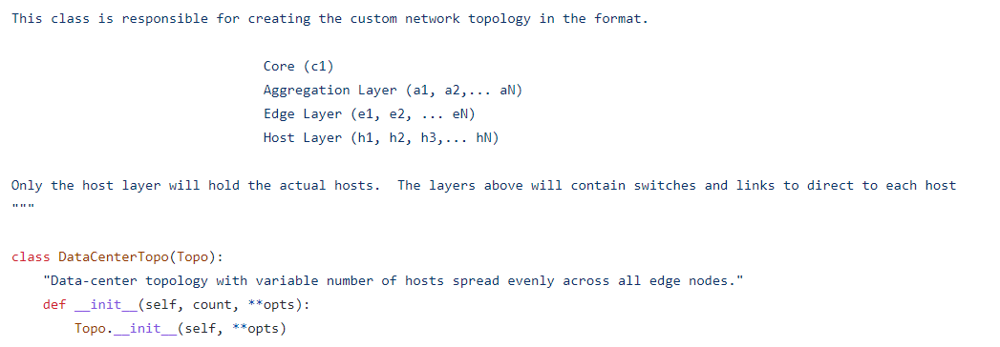 This class is responsible for creating the custom network topology in the format.
Core (c1)
Aggregation Layer (a1, a2,... aN)
Edge Layer (e1, e2, ... eN)
Host Layer (h1, h2, h3,... hN)
Only the host layer will hold the actual hosts.  The layers above will contain switches and links to direct to each host
"""
class DataCenterTopo(Topo):
    "Data-center topology with variable number of hosts spread evenly across all edge nodes."
    def __init__(self, count, **opts):
        Topo.__init__(self, **opts)